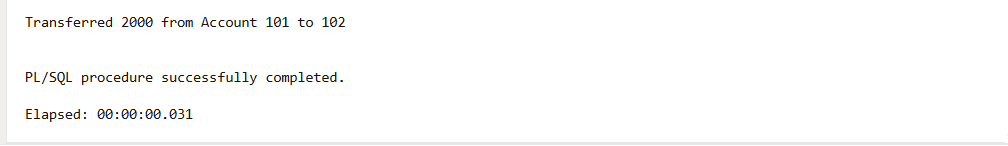 Transferred 2000 from Account 101 to 102
PL/SQL procedure successfully completed.
Elapsed: 00:00:00.031